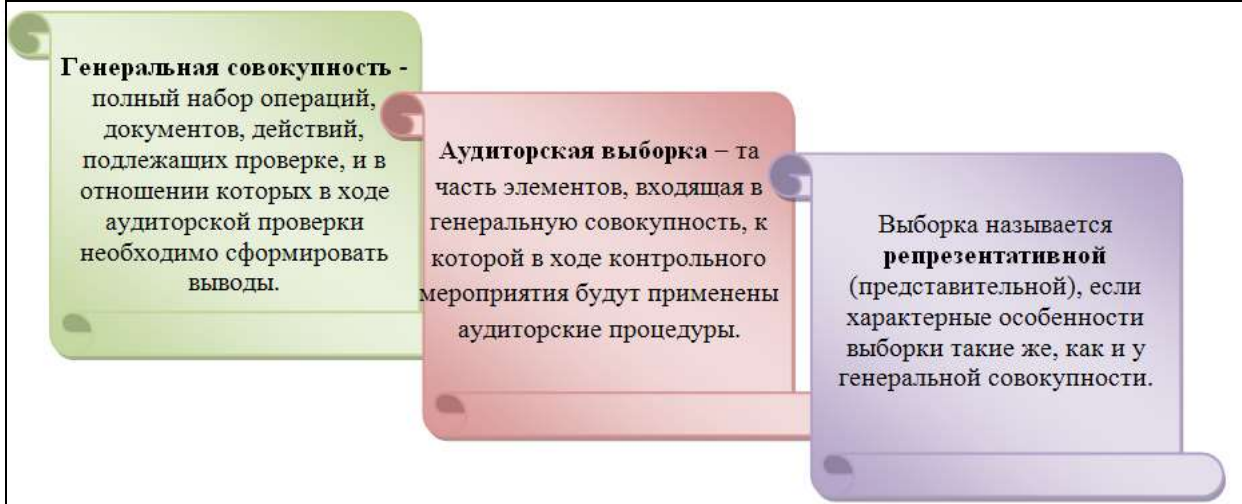 Генеральная совокупность -
полный набор операций,
документов, действий,
подлежащих проверке, и в
отношении которых в ходе
аудиторской проверки
необходимо сформировать
выводы.
Аудиторская выборка – та
часть элементов, входящая в
генеральную совокупность, к
которой в ходе контрольного
мероприятия будут применены
аудиторские процедуры.
Выборка называется
репрезентативной
(представительной), если
характерные особенности
выборки такие же, как и у
генеральной совокупности.